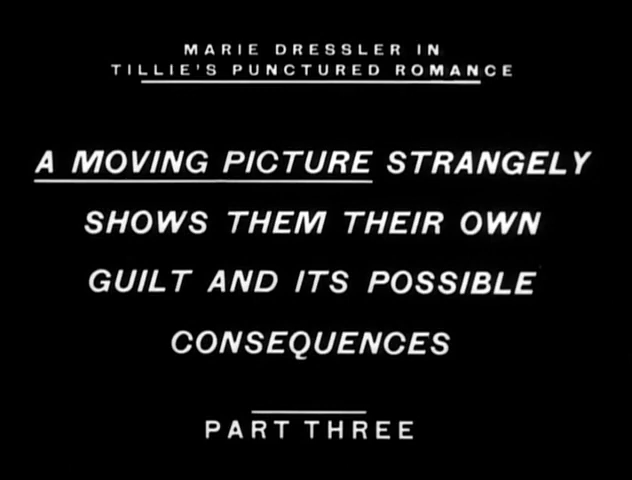 MARIE DRESSLER IN
TILLIE'S PUNCTURED ROMANCE
A MOVING PICTURE STRANGELY
SHOWS THEM THEIR OWN
GUILT AND ITS POSSIBLE
CONSEQUENCES
PART THREE